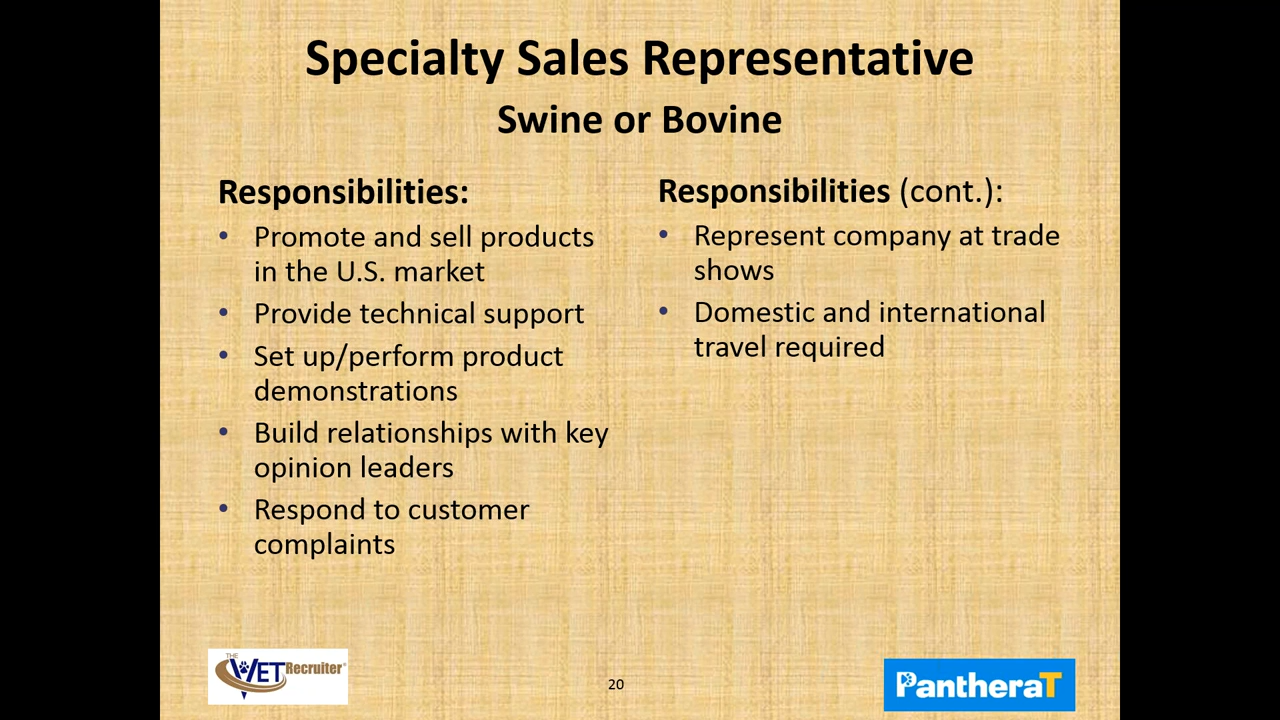 Specialty Sales Representative
Swine or Bovine
Responsibilities:
• Promote and sell products
in the U.S. market
• Provide technical support
• Set up/perform product
demonstrations
• Build relationships with key
opinion leaders
• Respond to customer
complaints
Responsibilities (cont.):
• Represent company at trade
shows
• Domestic and international
travel required
THE
VET Recruiter®
20
PantheraT